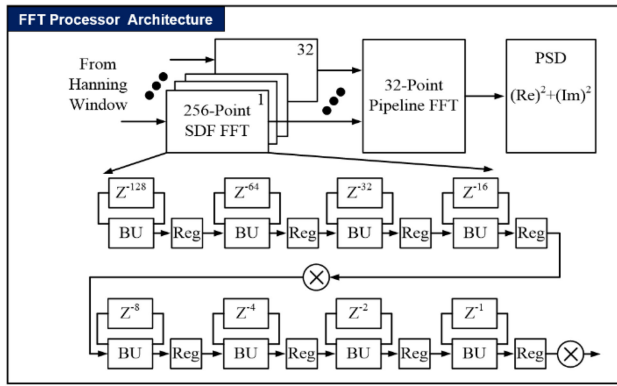 FFT Processor Architecture
From
Hanning
Window
32
1
256-Point
SDF FFT
32-Point
Pipeline FFT
PSD
(Re)²+(Im)²
Z⁻¹²⁸
Z⁻⁶⁴
Z⁻³²
Z⁻¹⁶
BU
Reg
BU
Reg
BU
Reg
BU
Reg
Z⁻⁸
Z⁻⁴
Z⁻²
Z⁻¹
BU
Reg
BU
Reg
BU
Reg
BU
Reg